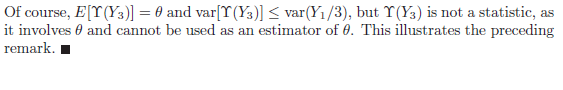 Of course, E[Υ(Y₃)] = θ and var[Υ(Y₃)] ≤ var(Y₁/3), but Υ(Y₃) is not a statistic, as
it involves θ and cannot be used as an estimator of θ. This illustrates the preceding
remark. ■